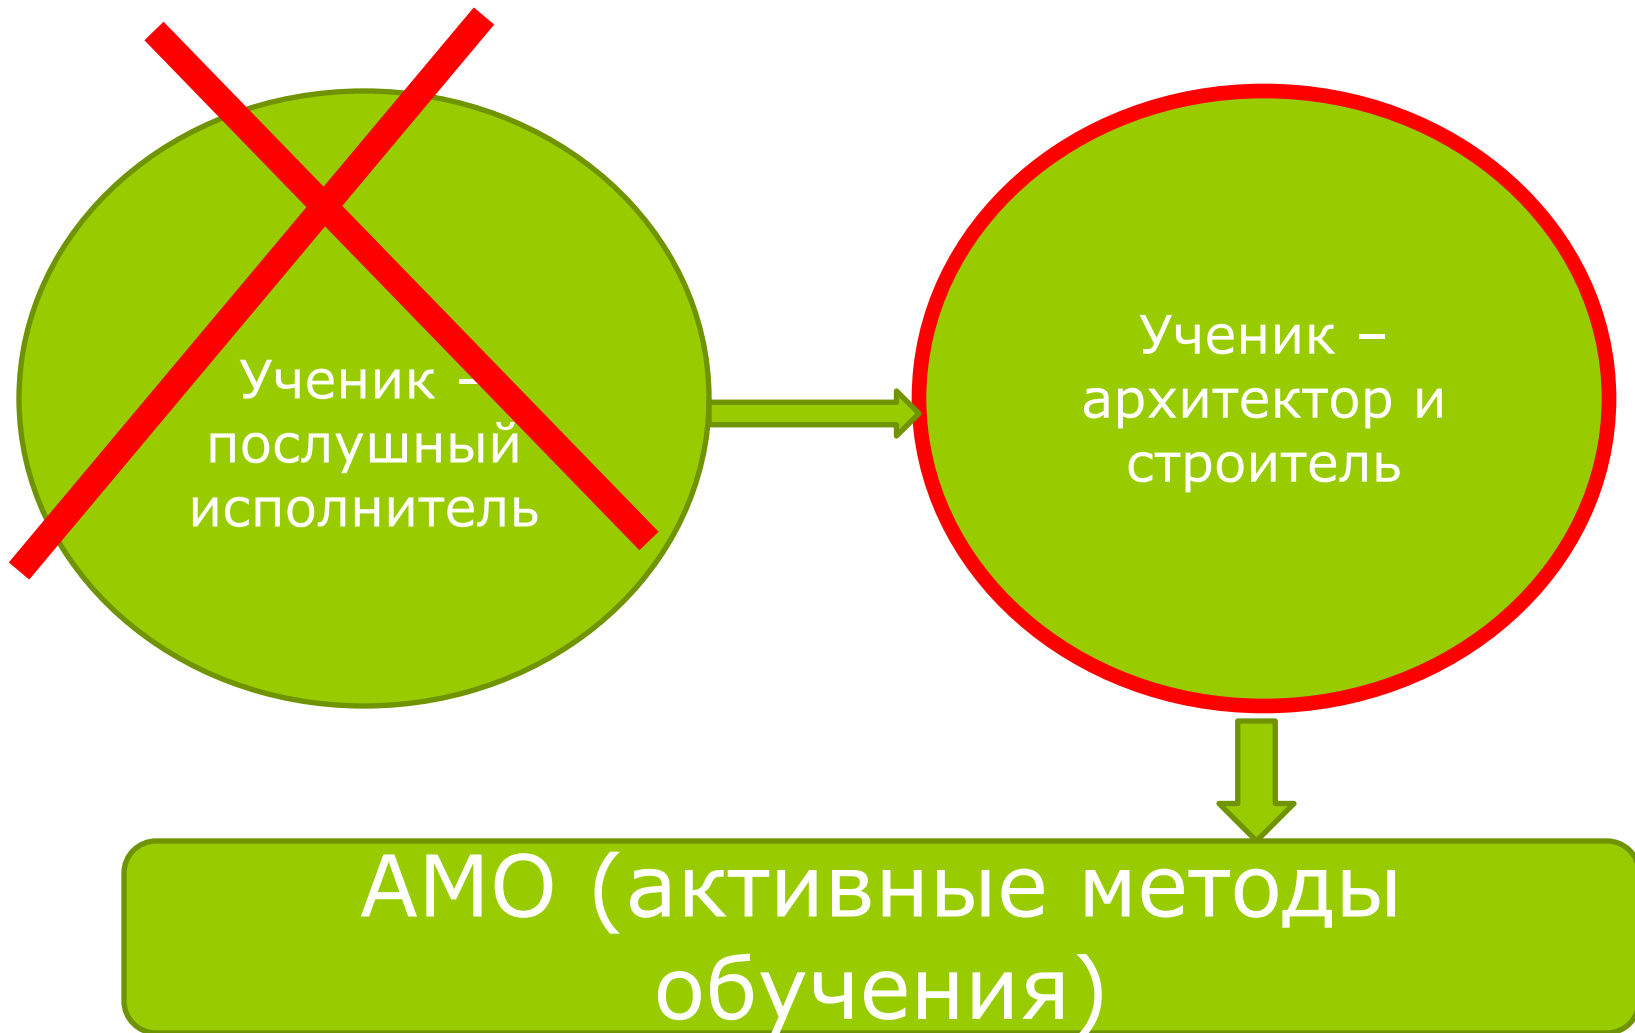 Ученик –
послушный
исполнитель
Ученик –
архитектор и
строитель
АМО (активные методы
обучения)